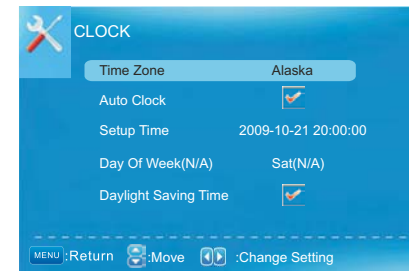 CLOCK
Time Zone Alaska
Auto Clock
Setup Time 2009-10-21 20:00:00
Day Of Week(N/A) Sat(N/A)
Daylight Saving Time
MENU :Return :Move :Change Setting